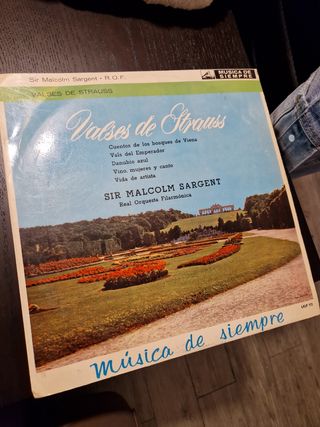 Sir Malcolm Sargent - R.O.F.
MUSICA DE
SIEMPRE
VALSES DE STRAUSS
Valses de Strauss
Cuentos de los bosques de Viena
Vals del Emperador
Danubio azul
Vino, mujeres y canto
Vida de artista
SIR MALCOLM SARGENT
Real Orquesta Filarmónica
música de siempre